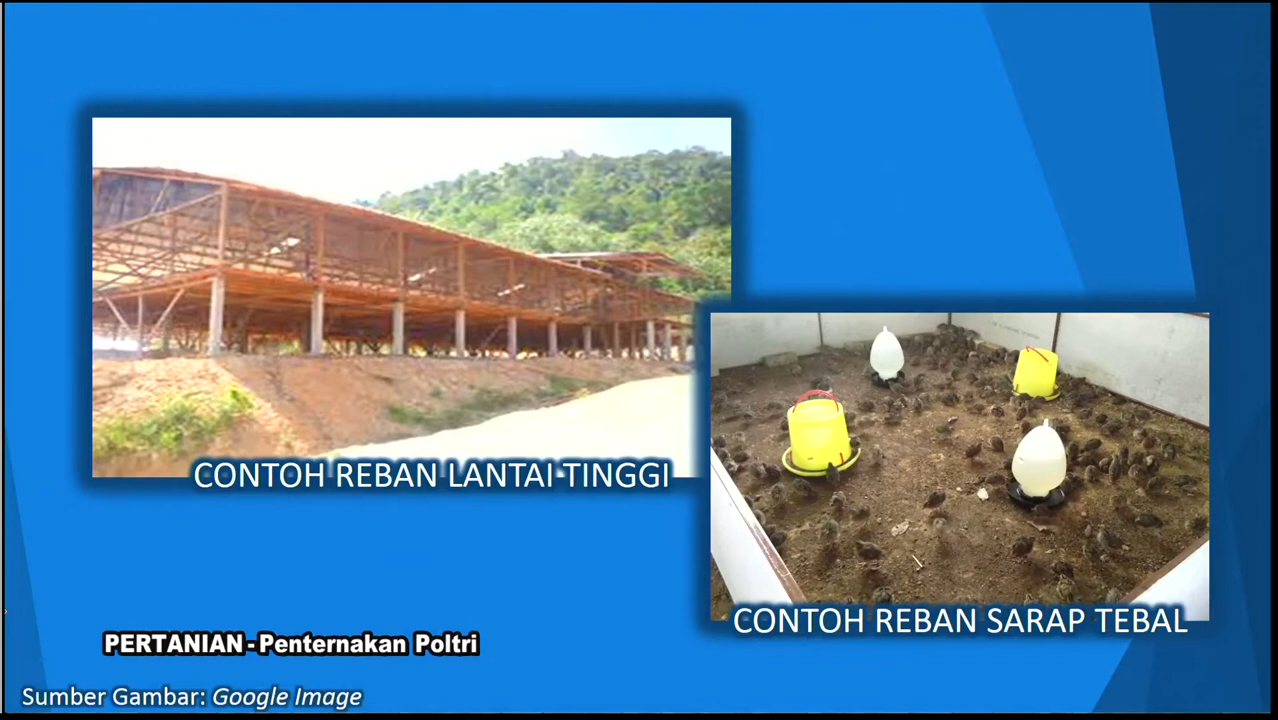 CONTOH REBAN LANTAI TINGGI
CONTOH REBAN SARAP TEBAL
PERTANIAN - Penternakan Poltri
Sumber Gambar: Google Image